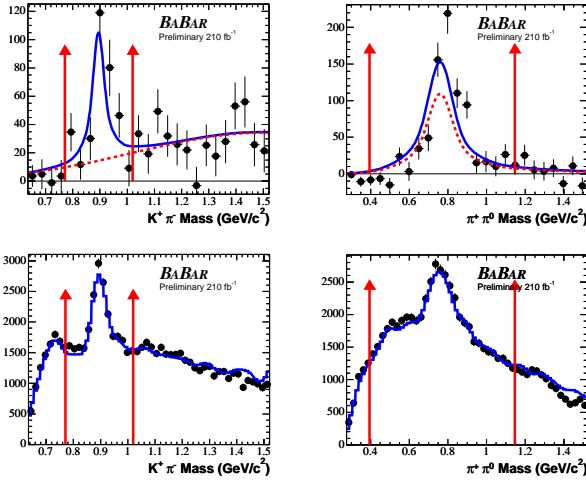 120
100
80
60
40
20
0
BABAR
Preliminary 210 fb-1
0.7 0.8 0.9 1 1.1 1.2 1.3 1.4 1.5
K+ π- Mass (GeV/c2)
200
150
100
50
0
BABAR
Preliminary 210 fb-1
0.4 0.6 0.8 1 1.2 1.4
π+ π0 Mass (GeV/c2)
3000
2500
2000
1500
1000
500
0
BABAR
Preliminary 210 fb-1
0.7 0.8 0.9 1 1.1 1.2 1.3 1.4 1.5
K+ π- Mass (GeV/c2)
2500
2000
1500
1000
500
0
BABAR
Preliminary 210 fb-1
0.4 0.6 0.8 1 1.2 1.4
π+ π0 Mass (GeV/c2)